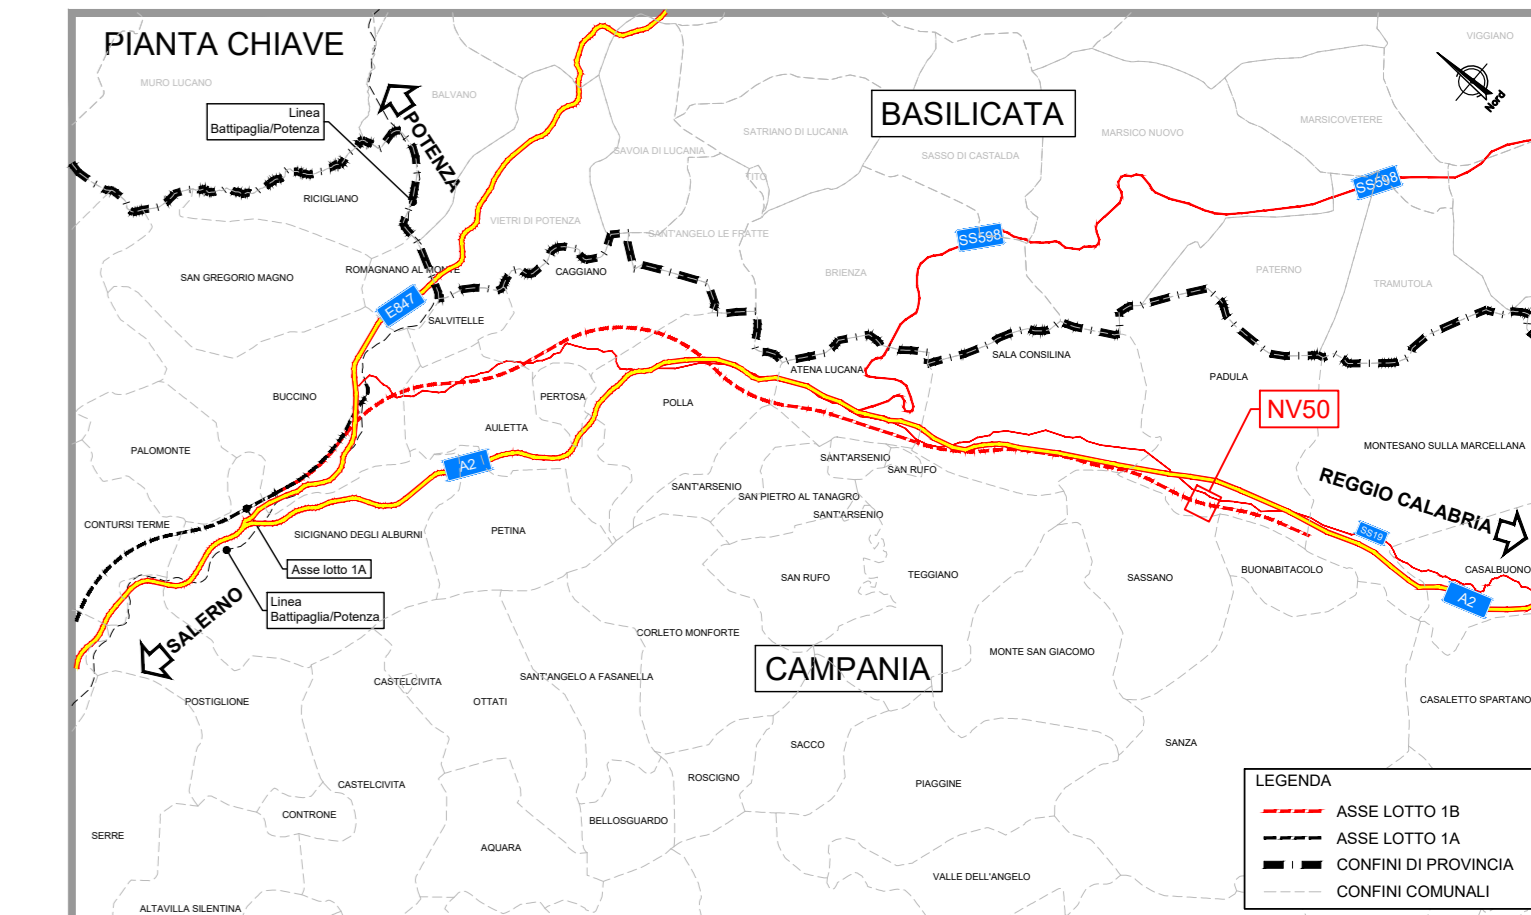 PIANTA CHIAVE
VIGGIANO
MURO LUCANO
BALVANO
Nord
Linea
Battipaglia/Potenza
POTENZA
BASILICATA
SATRIANO DI LUCANIA
MARSICO NUOVO
MARSICOVETERE
SAVOIA DI LUCANIA
SASSO DI CASTALDA
TITO
SS598
RICIGLIANO
VIETRI DI POTENZA
SANT'ANGELO LE FRATTE
SS598
SAN GREGORIO MAGNO
ROMAGNANO AL MONTE
CAGGIANO
BRIENZA
PATERNO
TRAMUTOLA
E847
SALVITELLE
SALA CONSILINA
ATENA LUCANA
PADULA
BUCCINO
PERTOSA
POLLA
NV50
AULETTA
MONTESANO SULLA MARCELLANA
PALOMONTE
A2
SANT'ARSENIO
SAN RUFO
SANT'ARSENIO
SAN PIETRO AL TANAGRO
SANT'ARSENIO
REGGIO CALABRIA
CONTURSI TERME
SICIGNANO DEGLI ALBURNI
PETINA
SS19
Asse lotto 1A
SAN RUFO
TEGGIANO
SASSANO
BUONABITACOLO
CASALBUONO
A2
Linea
Battipaglia/Potenza
SALERNO
CORLETO MONFORTE
MONTE SAN GIACOMO
CAMPANIA
CASTELCIVITA
SANT'ANGELO A FASANELLA
POSTIGLIONE
OTTATI
CASALETTO SPARTANO
SACCO
SANZA
ROSCIGNO
PIAGGINE
CASTELCIVITA
CONTRONE
BELLOSGUARDO
SERRE
AQUARA
VALLE DELL'ANGELO
ALTAVILLA SILENTINA
LEGENDA
ASSE LOTTO 1B
ASSE LOTTO 1A
CONFINI DI PROVINCIA
CONFINI COMUNALI